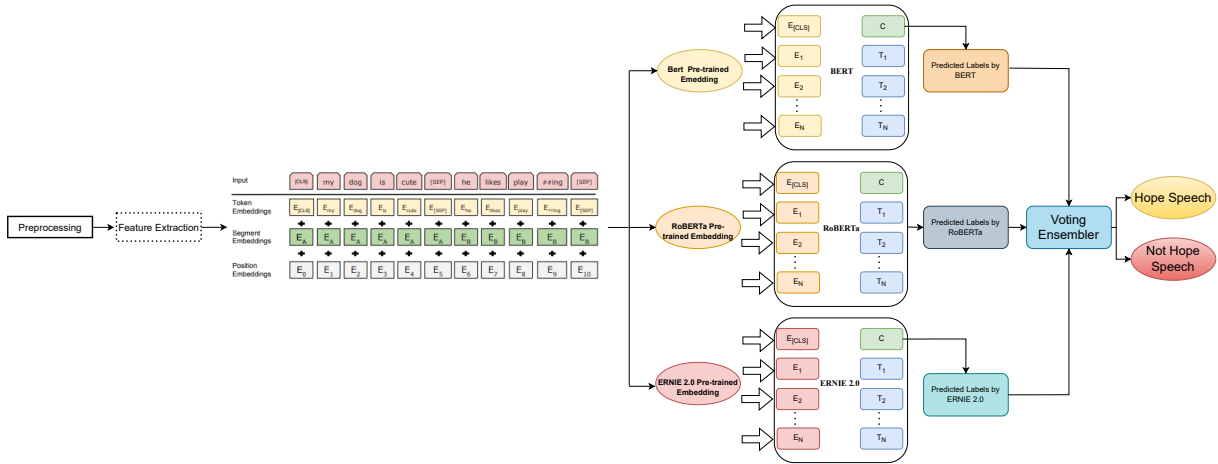 Preprocessing
Feature Extraction
Input
[CLS] my dog is cute [SEP] he likes play ##ing [SEP]
Token
Embeddings
E[CLS] Emy Edog Eis Ecute E[SEP] Ehe Elikes Eplay E##ing E[SEP]
Segment
Embeddings
EA EA EA EA EA EA EB EB EB EB EB
Position
Embeddings
E0 E1 E2 E3 E4 E5 E6 E7 E8 E9 E10
Bert Pre-trained
Emedding
E[CLS] C
E1 T1
BERT
E2 T2
EN TN
Predicted Labels by
BERT
RoBERTa Pre-
trained Embedding
E[CLS] C
E1 T1
RoBERTa
E2 T2
EN TN
Predicted Labels by
RoBERTa
ERNIE 2.0 Pre-trained
Embedding
E[CLS] C
E1 T1
ERNIE 2.0
E2 T2
EN TN
Predicted Labels by
ERNIE 2.0
Voting
Ensembler
Hope Speech
Not Hope
Speech